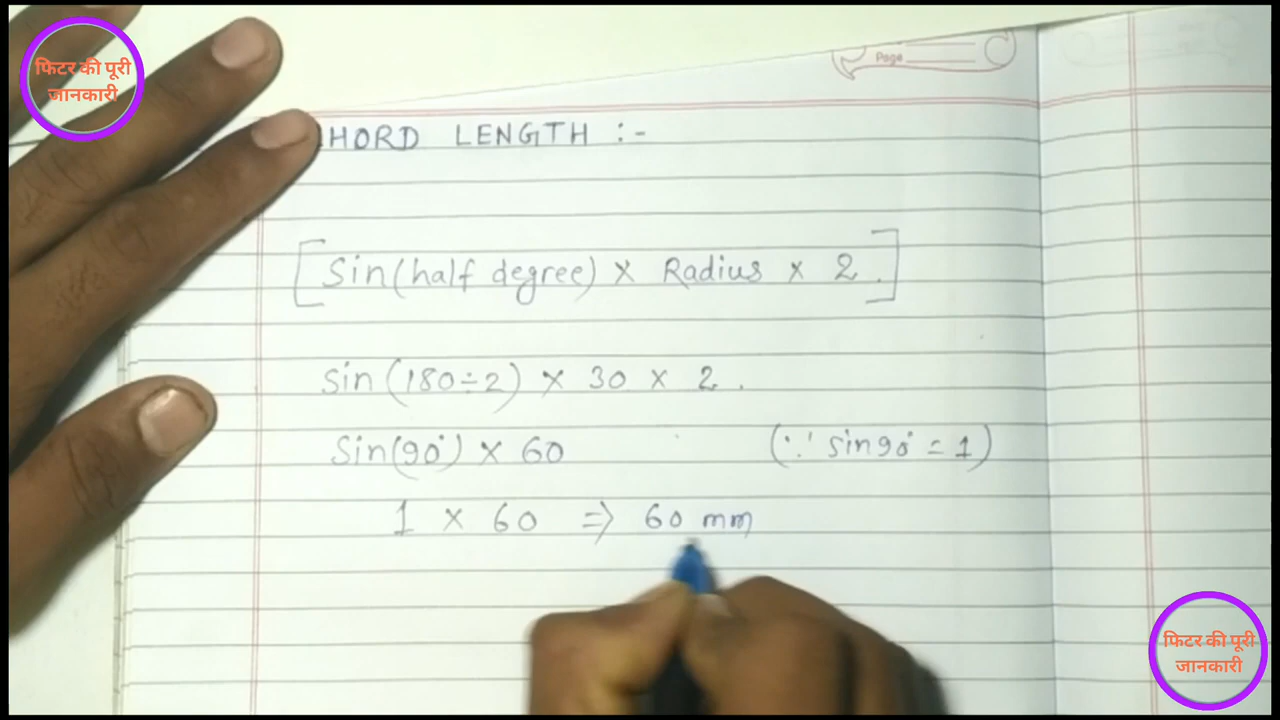 फिटर की पूरी
जानकारी
Page
HORD LENGTH :-
[Sin(half degree) × Radius × 2.]
Sin(180÷2) × 30 × 2.
Sin(90°) × 60 (∵ sin90° = 1)
1 × 60 ⇒ 60 mm
फिटर की पूरी
जानकारी